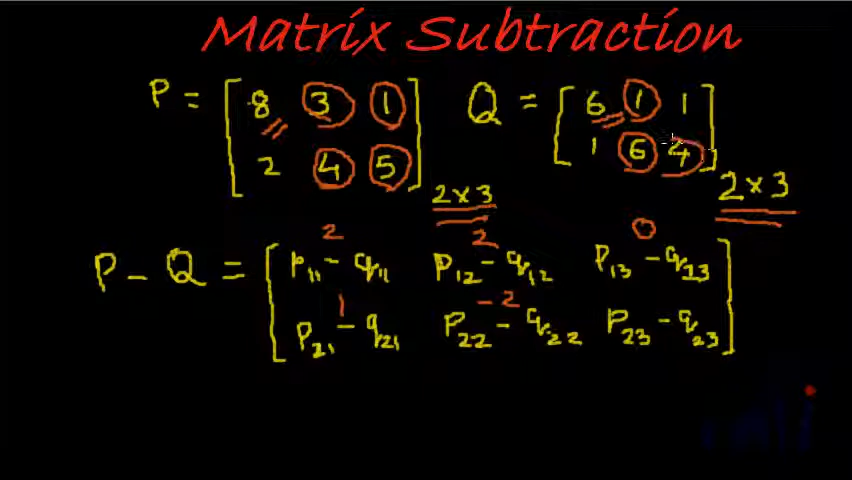 Matrix Subtraction
P = [ 8 3 1 ] Q = [ 6 1 1 ]
[ 2 4 5 ] 2×3 [ 1 6 4 ] 2×3
2 2 0
P - Q = [ p₁₁ - q₁₁ p₁₂ - q₁₂ p₁₃ - q₁₃ ]
1 -2
[ p₂₁ - q₂₁ p₂₂ - q₂₂ p₂₃ - q₂₃ ]